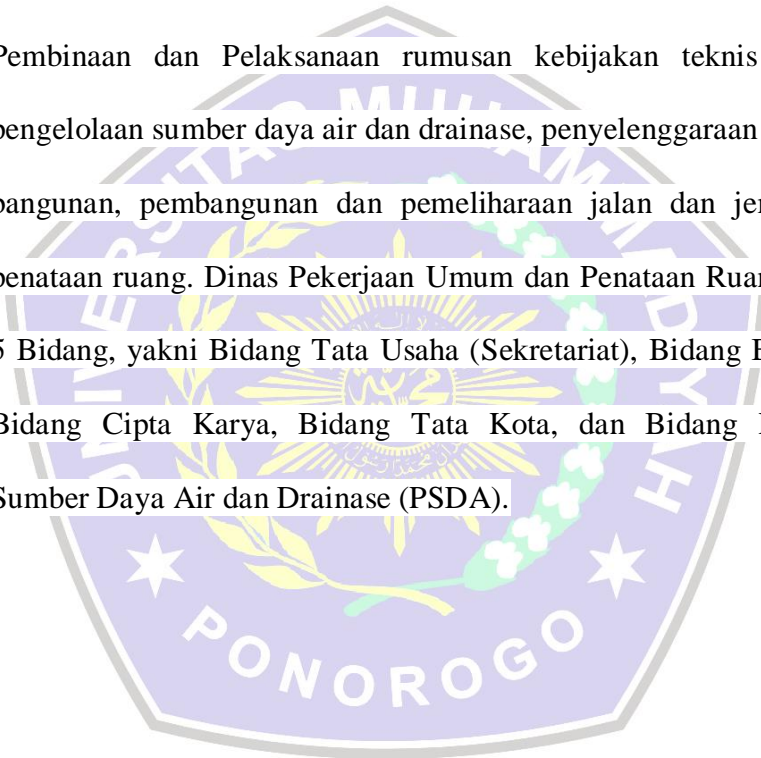 Pembinaan dan Pelaksanaan rumusan kebijakan teknis
pengelolaan sumber daya air dan drainase, penyelenggaraan
bangunan, pembangunan dan pemeliharaan jalan dan
penataan ruang. Dinas Pekerjaan Umum dan Penataan
5 Bidang, yakni Bidang Tata Usaha (Sekretariat), Bidang
Bidang Cipta Karya, Bidang Tata Kota, dan Bidang
Sumber Daya Air dan Drainase (PSDA).
PONOROGO